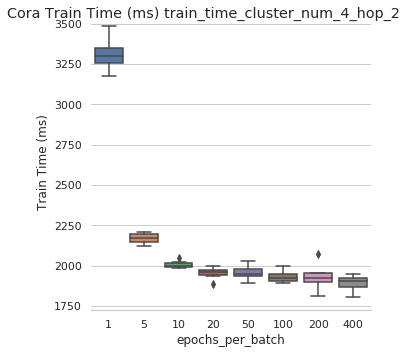 Cora Train Time (ms) train_time_cluster_num_4_hop_2
3500
3250
3000
2750
2500
2250
2000
1750
Train Time (ms)
1 5 10 20 50 100 200 400
epochs_per_batch